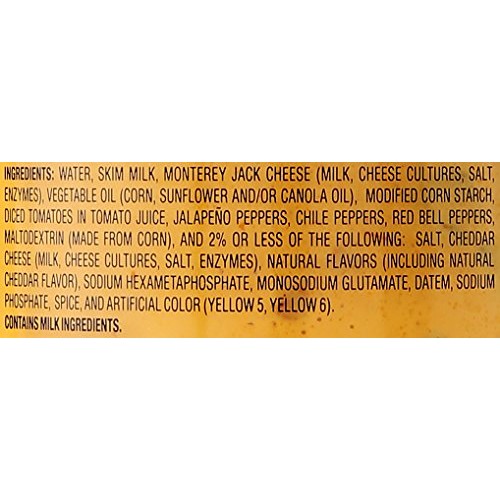 INGREDIENTS: WATER, SKIM MILK, MONTEREY JACK CHEESE (MILK, CHEESE CULTURES, SALT,
ENZYMES), VEGETABLE OIL (CORN, SUNFLOWER AND/OR CANOLA OIL), MODIFIED CORN STARCH,
DICED TOMATOES IN TOMATO JUICE, JALAPEÑO PEPPERS, CHILE PEPPERS, RED BELL PEPPERS,
MALTODEXTRIN (MADE FROM CORN), AND 2% OR LESS OF THE FOLLOWING: SALT, CHEDDAR
CHEESE (MILK, CHEESE CULTURES, SALT, ENZYMES), NATURAL FLAVORS (INCLUDING NATURAL
CHEDDAR FLAVOR), SODIUM HEXAMETAPHOSPHATE, MONOSODIUM GLUTAMATE, DATEM, SODIUM
PHOSPHATE, SPICE, AND ARTIFICIAL COLOR (YELLOW 5, YELLOW 6).
CONTAINS MILK INGREDIENTS.